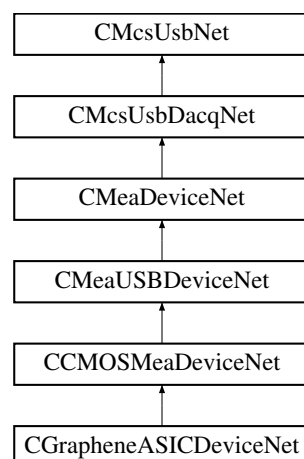 CMcsUsbNet
CMcsUsbDacqNet
CMeaDeviceNet
CMeaUSBDeviceNet
CCMOSMeaDeviceNet
CGrapheneASICDeviceNet